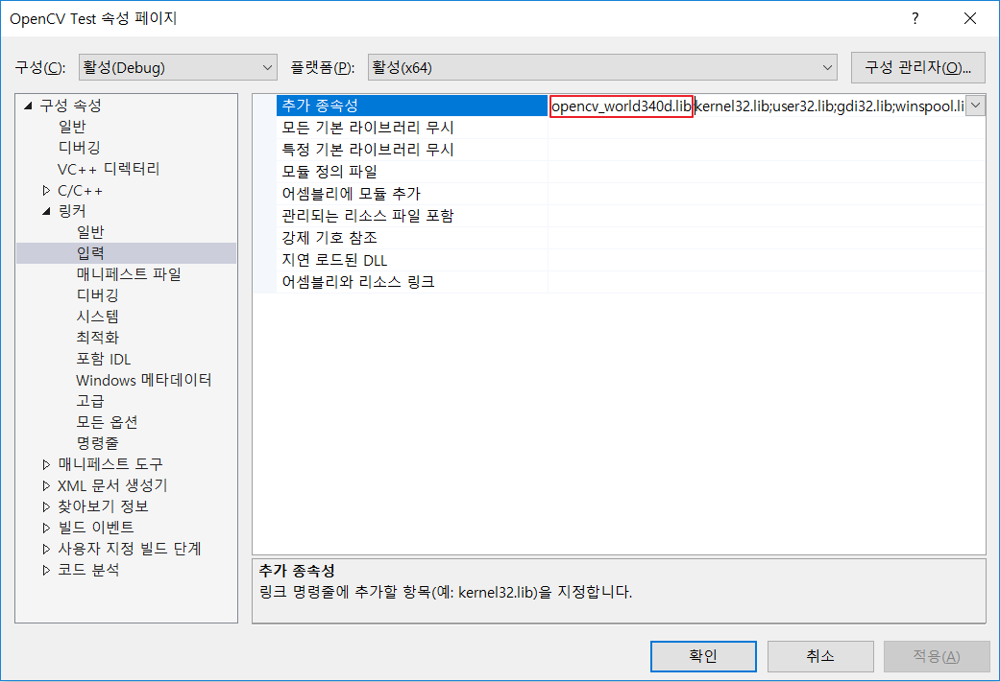 OpenCV Test 속성 페이지
?
구성(C): 활성(Debug) 플랫폼(P): 활성(x64) 구성 관리자(O)...
구성 속성
일반
디버깅
VC++ 디렉터리
C/C++
링커
일반
입력
매니페스트 파일
디버깅
시스템
최적화
포함 IDL
Windows 메타데이터
고급
모든 옵션
명령줄
매니페스트 도구
XML 문서 생성기
찾아보기 정보
빌드 이벤트
사용자 지정 빌드 단계
코드 분석
추가 종속성 opencv_world340d.lib;kernel32.lib;user32.lib;gdi32.lib;winspool.li
모든 기본 라이브러리 무시
특정 기본 라이브러리 무시
모듈 정의 파일
어셈블리에 모듈 추가
관리되는 리소스 파일 포함
강제 기호 참조
지연 로드된 DLL
어셈블리와 리소스 링크
추가 종속성
링크 명령줄에 추가할 항목(예: kernel32.lib)을 지정합니다.
확인 취소 적용(A)